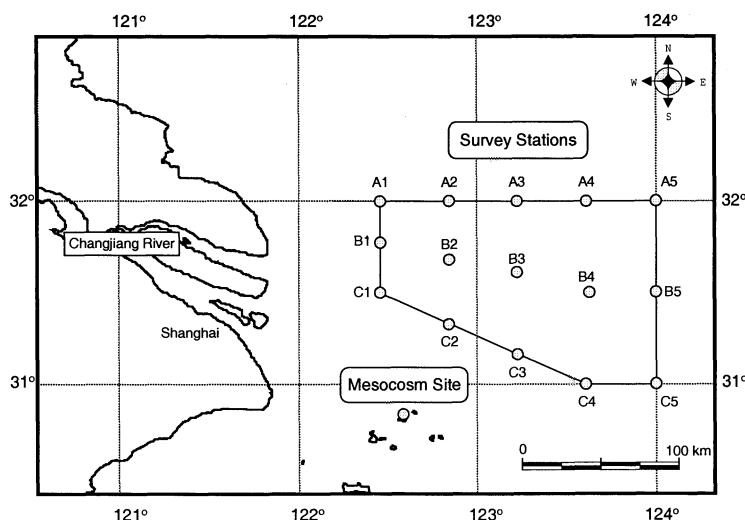 121° 122° 123° 124°
N
W E
S
Survey Stations
A1 A2 A3 A4 A5
32° 32°
B1
Changjiang River
B2
B3
B4
B5
C1
Shanghai
C2
C3
31° 31°
Mesocosm Site
C4 C5
0 100 km
121° 122° 123° 124°